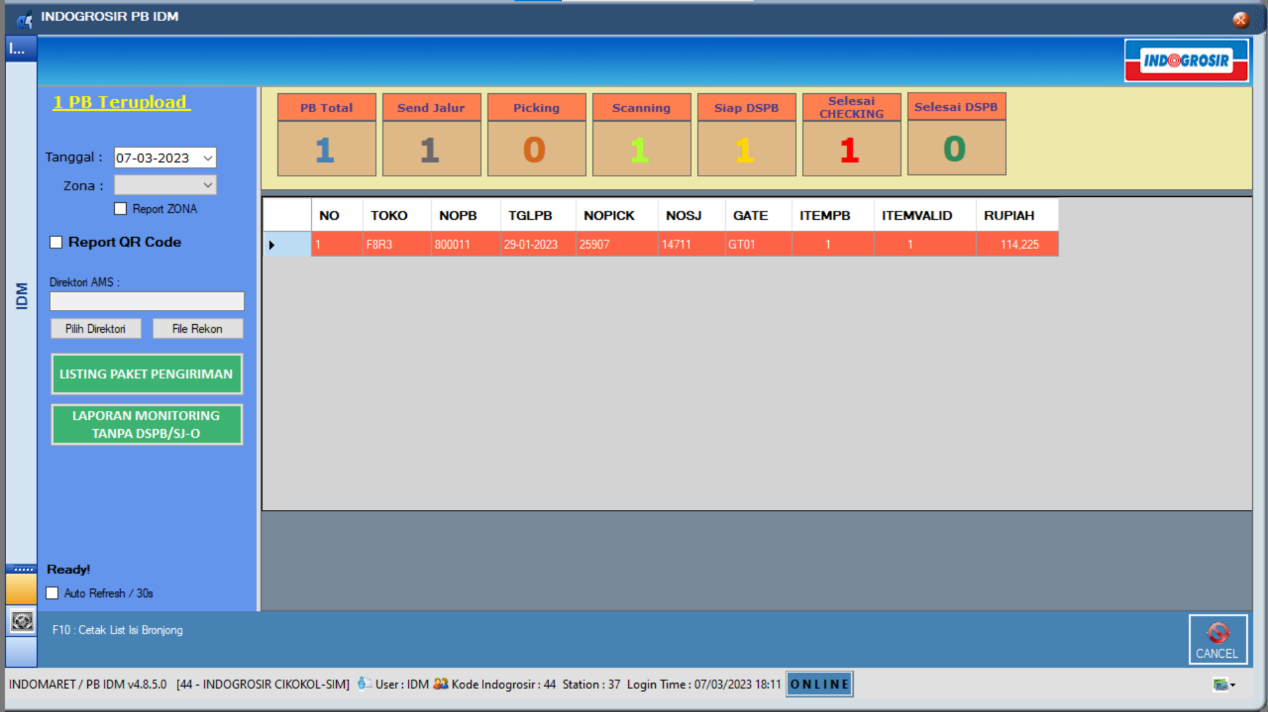 INDOGROSIR PB IDM
I...
INDOGROSIR
1 PB Terupload
Tanggal :
07-03-2023
Zona :
Report ZONA
Report QR Code
Direktori AMS :
Pilih Direktori
File Rekon
LISTING PAKET PENGIRIMAN
LAPORAN MONITORING
TANPA DSPB/SJ-O
IDM
Ready!
Auto Refresh / 30s
PB Total
Send Jalur
Picking
Scanning
Siap DSPB
Selesai
CHECKING
Selesai DSPB
1
1
0
1
1
1
0
NO TOKO NOPB TGLPB NOPICK NOSJ GATE ITEMPB ITEMVALID RUPIAH
1 F8R3 800011 29-01-2023 25907 14711 GT01 1 1 114,225
F10 : Cetak List Isi Bronjong
CANCEL
INDOMARET / PB IDM v4.8.5.0 [44 - INDOGROSIR CIKOKOL-SIM] User : IDM Kode Indogrosir : 44 Station : 37 Login Time : 07/03/2023 18:11 ONLINE